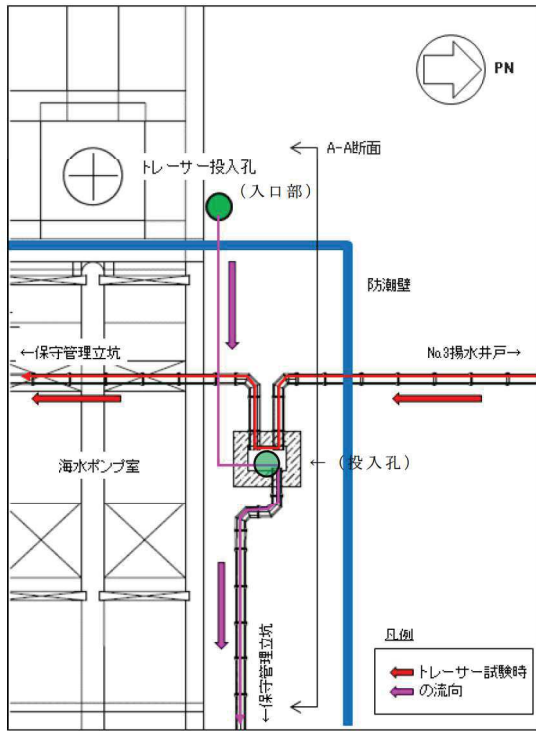 PN
A-A断面
トレーサー投入孔
(入口部)
防潮壁
←保守管理立坑
No.3揚水井戸→
海水ポンプ室
←（投入孔）
←保守管理立坑
凡例
トレーサー試験時
の流向